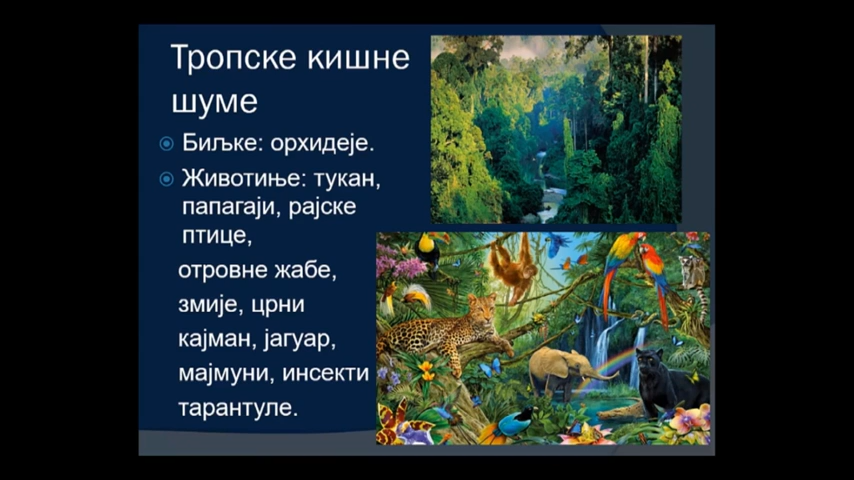 Тропске кишне
шуме
Биљке: орхидеје.
Животиње: тукан,
папагаји, рајске
птице,
отровне жабе,
змије, црни
кајман, јагуар,
мајмуни, инсекти
тарантуле.